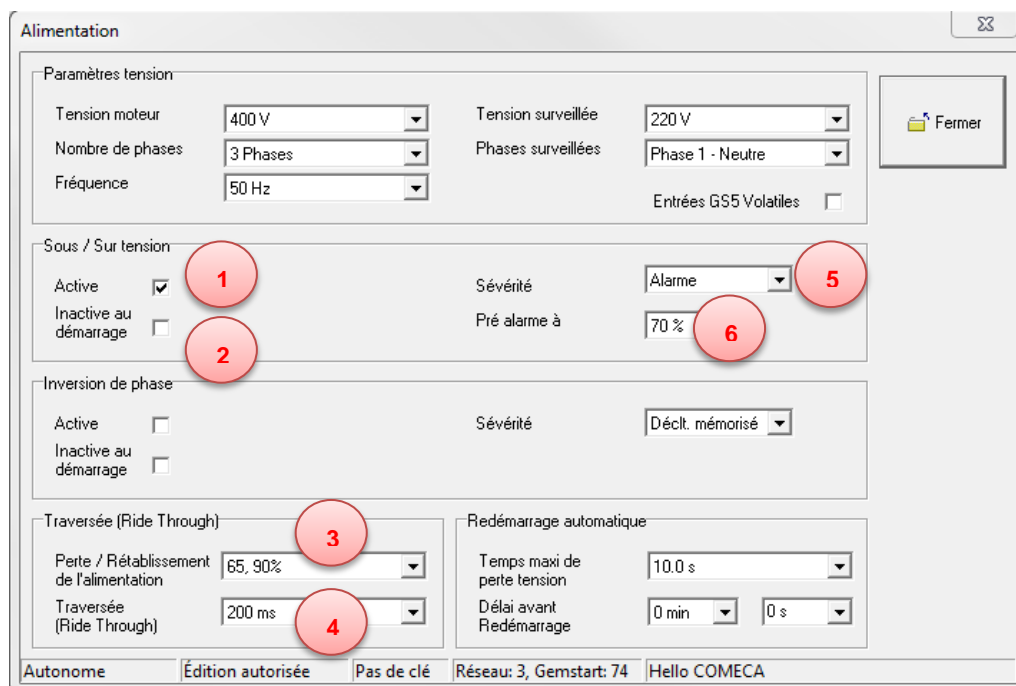 Alimentation
Paramètres tension
Tension moteur
400 V
Tension surveillée
220 V
Fermer
Nombre de phases
3 Phases
Phases surveillées
Phase 1 - Neutre
Fréquence
50 Hz
Entrées GS5 Volatiles
Sous / Sur tension
Active
1
Sévérité
Alarme
5
Inactive au
démarrage
2
Pré alarme à
70 %
6
Inversion de phase
Active
Sévérité
Déclt. mémorisé
Inactive au
démarrage
Traversée (Ride Through)
3
Perte / Rétablissement
de l'alimentation
65, 90%
Traversée
(Ride Through)
200 ms
4
Redémarrage automatique
Temps maxi de
perte tension
10.0 s
Délai avant
Redémarrage
0 min
0 s
Autonome
Édition autorisée
Pas de clé
Réseau: 3, Gemstart: 74
Hello COMECA